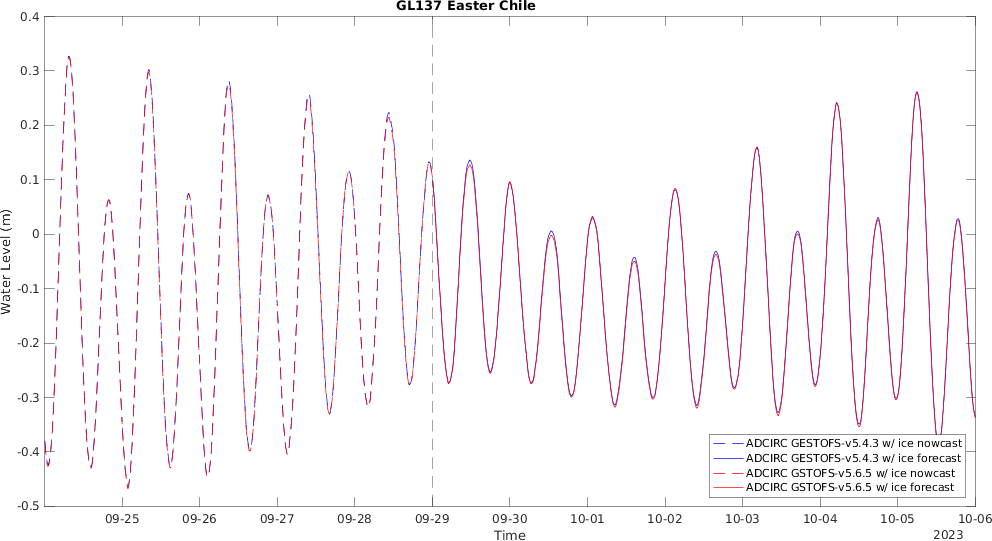 GL137 Easter Chile
0.4
0.3
0.2
0.1
0
-0.1
-0.2
-0.3
-0.4
-0.5
Water Level (m)
ADCIRC GESTOFS-v5.4.3 w/ ice nowcast
ADCIRC GESTOFS-v5.4.3 w/ ice forecast
ADCIRC GSTOFS-v5.6.5 w/ ice nowcast
ADCIRC GSTOFS-v5.6.5 w/ ice forecast
09-25 09-26 09-27 09-28 09-29 09-30 10-01 10-02 10-03 10-04 10-05 10-06
Time
2023